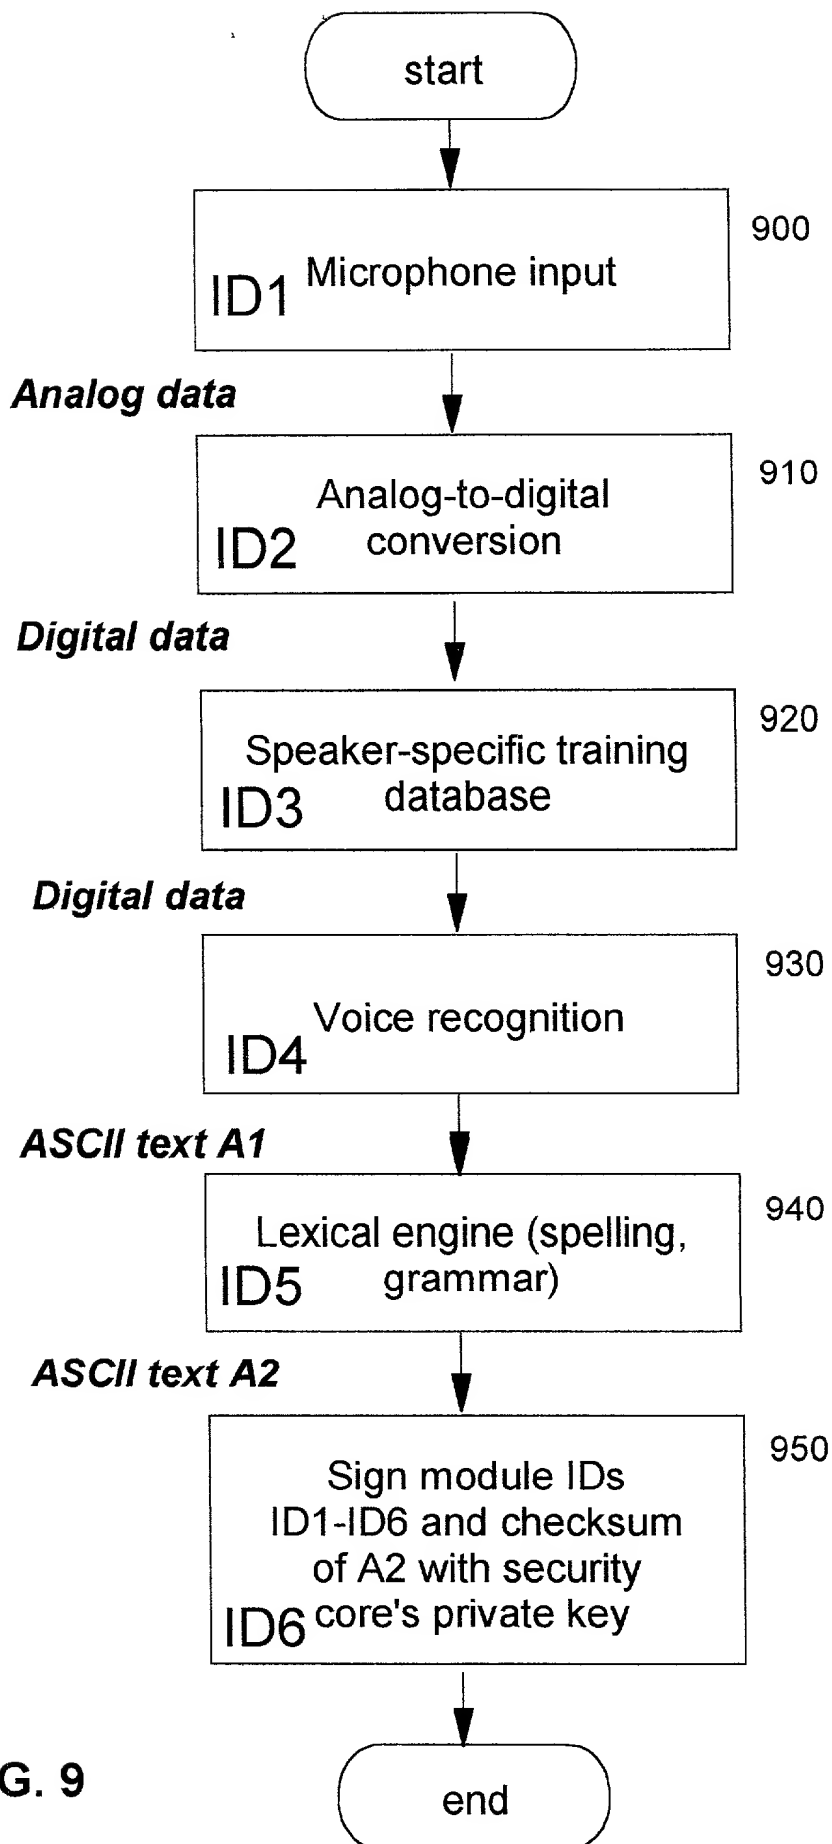 start
900
Microphone input
ID1
Analog data
910
Analog-to-digital
conversion
ID2
Digital data
920
Speaker-specific training
database
ID3
Digital data
930
Voice recognition
ID4
ASCII text A1
940
Lexical engine (spelling,
grammar)
ID5
ASCII text A2
950
Sign module IDs
ID1-ID6 and checksum
of A2 with security
core's private key
ID6
G. 9
end